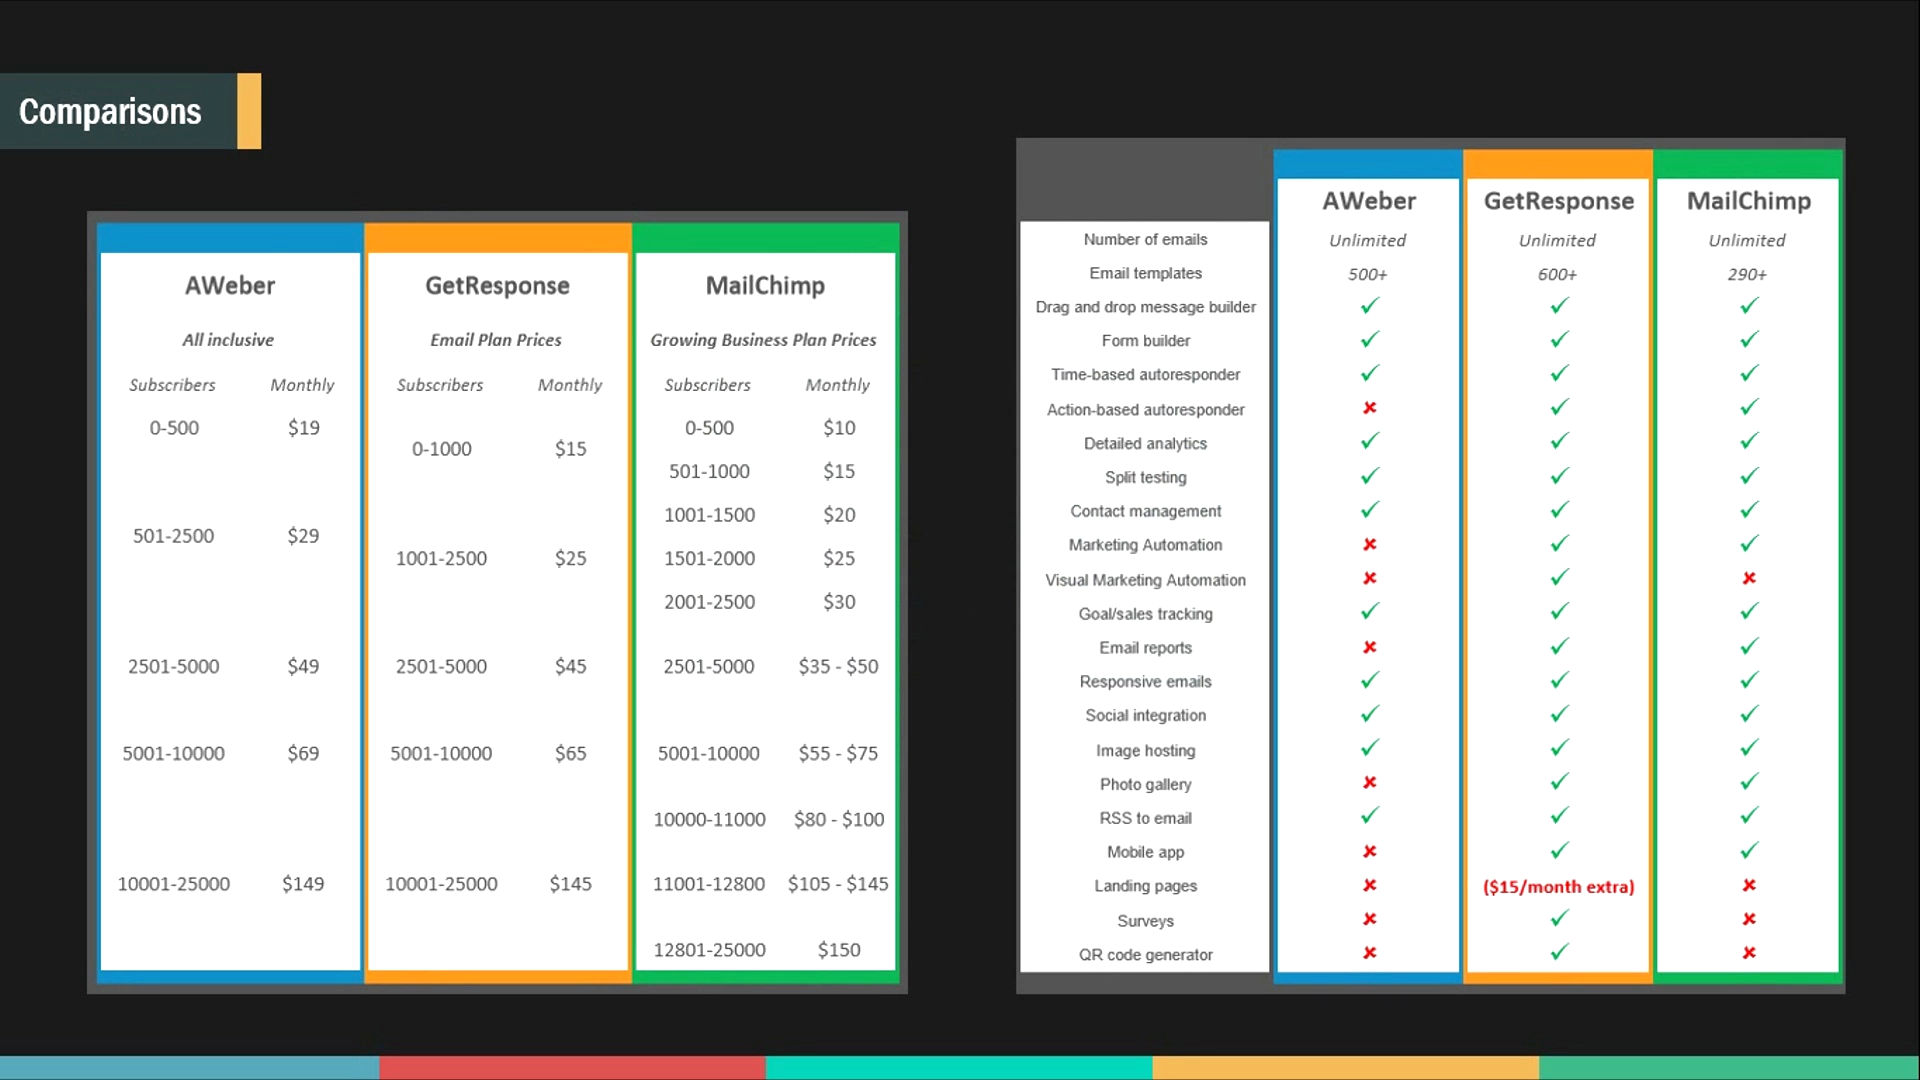 Comparisons
AWeber GetResponse MailChimp
All inclusive Email Plan Prices Growing Business Plan Prices
Subscribers Monthly Subscribers Monthly Subscribers Monthly
0-500 $19 0-500 $10
0-1000 $15
501-1000 $15
1001-1500 $20
501-2500 $29
1001-2500 $25 1501-2000 $25
2001-2500 $30
2501-5000 $49 2501-5000 $45 2501-5000 $35 - $50
5001-10000 $69 5001-10000 $65 5001-10000 $55 - $75
10000-11000 $80 - $100
10001-25000 $149 10001-25000 $145 11001-12800 $105 - $145
12801-25000 $150
AWeber GetResponse MailChimp
Number of emails Unlimited Unlimited Unlimited
Email templates 500+ 600+ 290+
Drag and drop message builder ✓ ✓ ✓
Form builder ✓ ✓ ✓
Time-based autoresponder ✓ ✓ ✓
Action-based autoresponder ✘ ✓ ✓
Detailed analytics ✓ ✓ ✓
Split testing ✓ ✓ ✓
Contact management ✓ ✓ ✓
Marketing Automation ✘ ✓ ✓
Visual Marketing Automation ✘ ✓ ✘
Goal/sales tracking ✓ ✓ ✓
Email reports ✘ ✓ ✓
Responsive emails ✓ ✓ ✓
Social integration ✓ ✓ ✓
Image hosting ✓ ✓ ✓
Photo gallery ✘ ✓ ✓
RSS to email ✓ ✓ ✓
Mobile app ✘ ✓ ✓
Landing pages ✘ ($15/month extra) ✘
Surveys ✘ ✓ ✘
QR code generator ✘ ✓ ✘